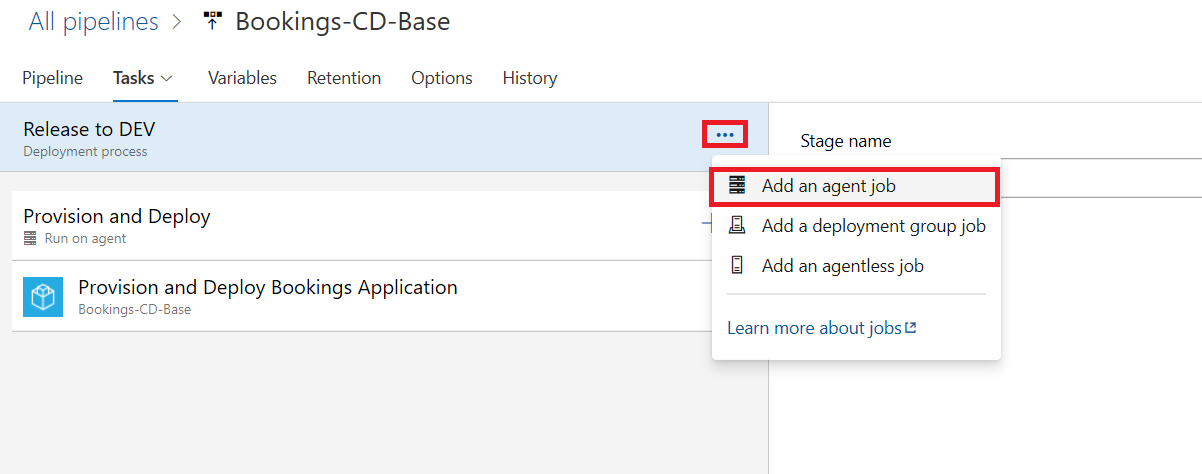 All pipelines > Bookings-CD-Base
Pipeline Tasks Variables Retention Options History
Release to DEV
Deployment process
Stage name
Add an agent job
Add a deployment group job
Add an agentless job
Learn more about jobs
Provision and Deploy
Run on agent
Provision and Deploy Bookings Application
Bookings-CD-Base